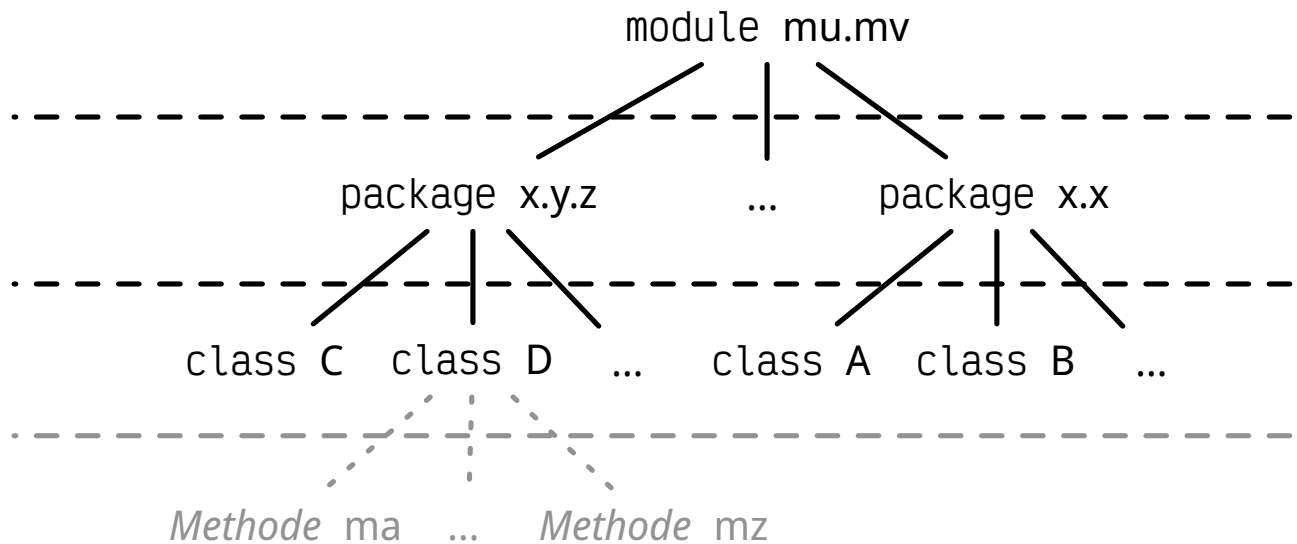 module mu.mv
package x.y.z ... package x.x
class C class D ... class A class B ...
Methode ma ... Methode mz